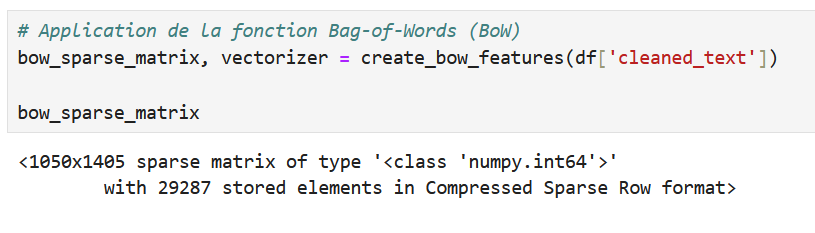 # Application de la fonction Bag-of-Words (BoW)
bow_sparse_matrix, vectorizer = create_bow_features(df['cleaned_text'])
bow_sparse_matrix
<1050x1405 sparse matrix of type '<class 'numpy.int64'>'
with 29287 stored elements in Compressed Sparse Row format>